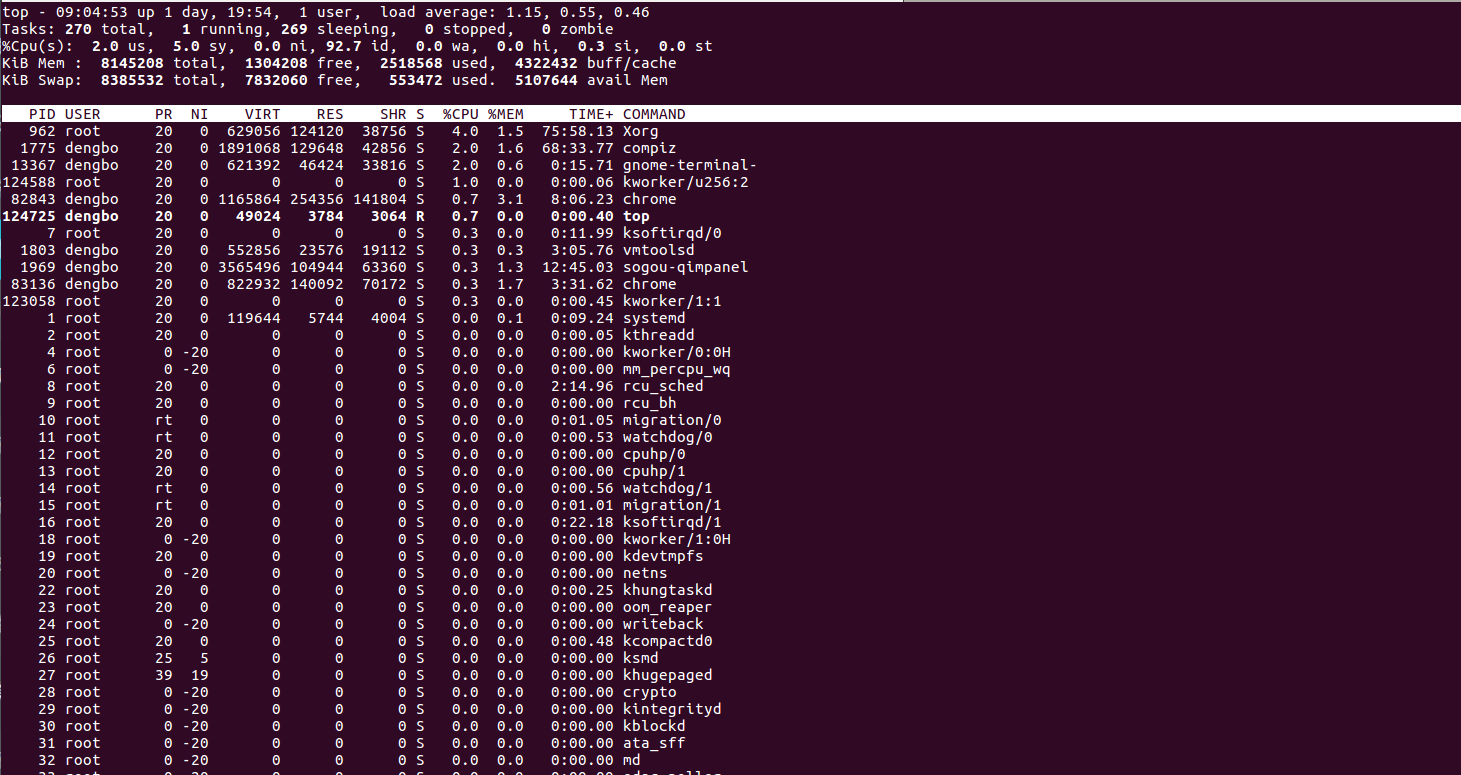 top - 09:04:53 up 1 day, 19:54,  1 user,  load average: 1.15, 0.55, 0.46
Tasks: 270 total,   1 running, 269 sleeping,   0 stopped,   0 zombie
%Cpu(s):  2.0 us,  5.0 sy,  0.0 ni, 92.7 id,  0.0 wa,  0.0 hi,  0.3 si,  0.0 st
KiB Mem :  8145208 total,  1304208 free,  2518568 used,  4322432 buff/cache
KiB Swap:  8385532 total,  7832060 free,   553472 used.  5107644 avail Mem
PID USER PR NI VIRT RES SHR S %CPU %MEM TIME+ COMMAND
962 root 20 0 629056 124120 38756 S 4.0 1.5 75:58.13 Xorg
1775 dengbo 20 0 1891068 129648 42856 S 2.0 1.6 68:33.77 compiz
13367 dengbo 20 0 621392 46424 33816 S 2.0 0.6 0:15.71 gnome-terminal-
124588 root 20 0 0 0 0 S 1.0 0.0 0:00.06 kworker/u256:2
82843 dengbo 20 0 1165864 254356 141804 S 0.7 3.1 8:06.23 chrome
124725 dengbo 20 0 49024 3784 3064 R 0.7 0.0 0:00.40 top
7 root 20 0 0 0 0 S 0.3 0.0 0:11.99 ksoftirqd/0
1803 dengbo 20 0 552856 23576 19112 S 0.3 0.3 3:05.76 vmtoolsd
1969 dengbo 20 0 3565496 104944 63360 S 0.3 1.3 12:45.03 sogou-qimpanel
83136 dengbo 20 0 822932 140092 70172 S 0.3 1.7 3:31.62 chrome
123058 root 20 0 0 0 0 S 0.3 0.0 0:00.45 kworker/1:1
1 root 20 0 119644 5744 4004 S 0.0 0.1 0:09.24 systemd
2 root 20 0 0 0 0 S 0.0 0.0 0:00.05 kthreadd
4 root 0 -20 0 0 0 S 0.0 0.0 0:00.00 kworker/0:0H
6 root 0 -20 0 0 0 S 0.0 0.0 0:00.00 mm_percpu_wq
8 root 20 0 0 0 0 S 0.0 0.0 2:14.96 rcu_sched
9 root 20 0 0 0 0 S 0.0 0.0 0:00.00 rcu_bh
10 root rt 0 0 0 0 S 0.0 0.0 0:01.05 migration/0
11 root rt 0 0 0 0 S 0.0 0.0 0:00.53 watchdog/0
12 root 20 0 0 0 0 S 0.0 0.0 0:00.00 cpuhp/0
13 root 20 0 0 0 0 S 0.0 0.0 0:00.00 cpuhp/1
14 root rt 0 0 0 0 S 0.0 0.0 0:00.56 watchdog/1
15 root rt 0 0 0 0 S 0.0 0.0 0:01.01 migration/1
16 root 20 0 0 0 0 S 0.0 0.0 0:22.18 ksoftirqd/1
18 root 0 -20 0 0 0 S 0.0 0.0 0:00.00 kworker/1:0H
19 root 20 0 0 0 0 S 0.0 0.0 0:00.00 kdevtmpfs
20 root 0 -20 0 0 0 S 0.0 0.0 0:00.00 netns
22 root 20 0 0 0 0 S 0.0 0.0 0:00.25 khungtaskd
23 root 20 0 0 0 0 S 0.0 0.0 0:00.00 oom_reaper
24 root 0 -20 0 0 0 S 0.0 0.0 0:00.00 writeback
25 root 20 0 0 0 0 S 0.0 0.0 0:00.48 kcompactd0
26 root 25 5 0 0 0 S 0.0 0.0 0:00.00 ksmd
27 root 39 19 0 0 0 S 0.0 0.0 0:00.00 khugepaged
28 root 0 -20 0 0 0 S 0.0 0.0 0:00.00 crypto
29 root 0 -20 0 0 0 S 0.0 0.0 0:00.00 kintegrityd
30 root 0 -20 0 0 0 S 0.0 0.0 0:00.00 kblockd
31 root 0 -20 0 0 0 S 0.0 0.0 0:00.00 ata_sff
32 root 0 -20 0 0 0 S 0.0 0.0 0:00.00 md